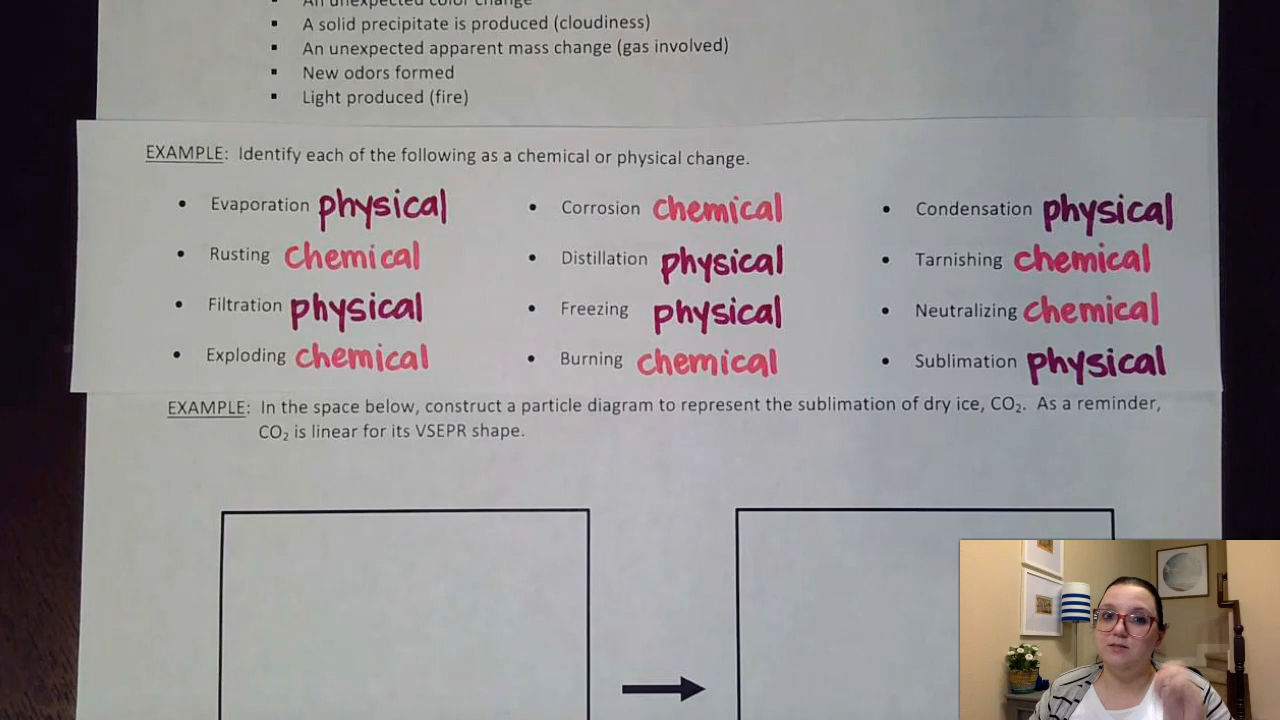 An unexpected color change
▪ A solid precipitate is produced (cloudiness)
▪ An unexpected apparent mass change (gas involved)
▪ New odors formed
▪ Light produced (fire)
EXAMPLE: Identify each of the following as a chemical or physical change.
• Evaporation physical
• Rusting chemical
• Filtration physical
• Exploding chemical
• Corrosion chemical
• Distillation physical
• Freezing physical
• Burning chemical
• Condensation physical
• Tarnishing chemical
• Neutralizing chemical
• Sublimation physical
EXAMPLE: In the space below, construct a particle diagram to represent the sublimation of dry ice, CO₂. As a reminder,
CO₂ is linear for its VSEPR shape.